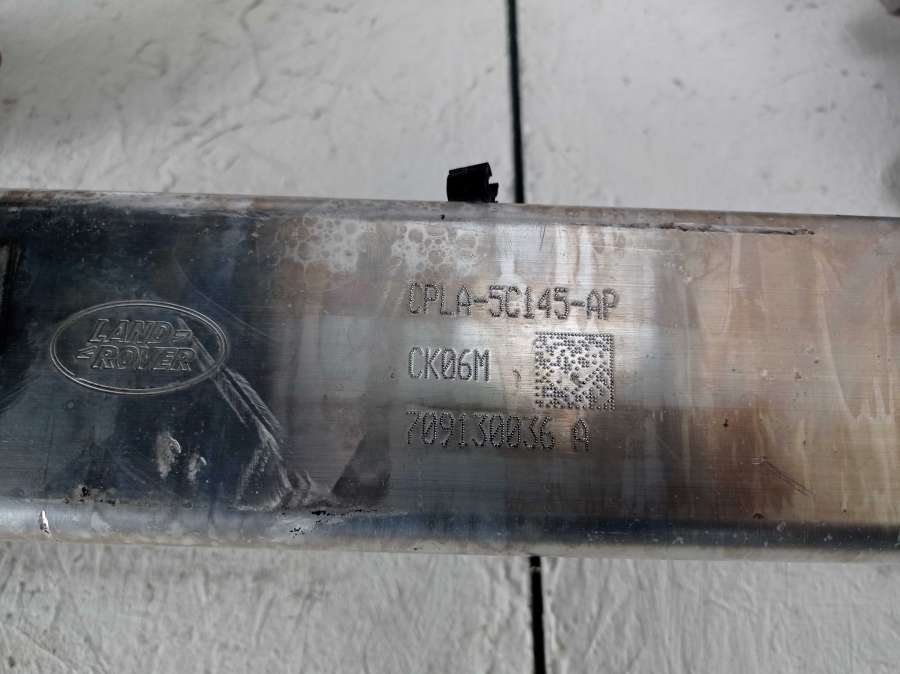 LAND
ROVER
CPLA-5C145-AP
CK06M
709130036 A